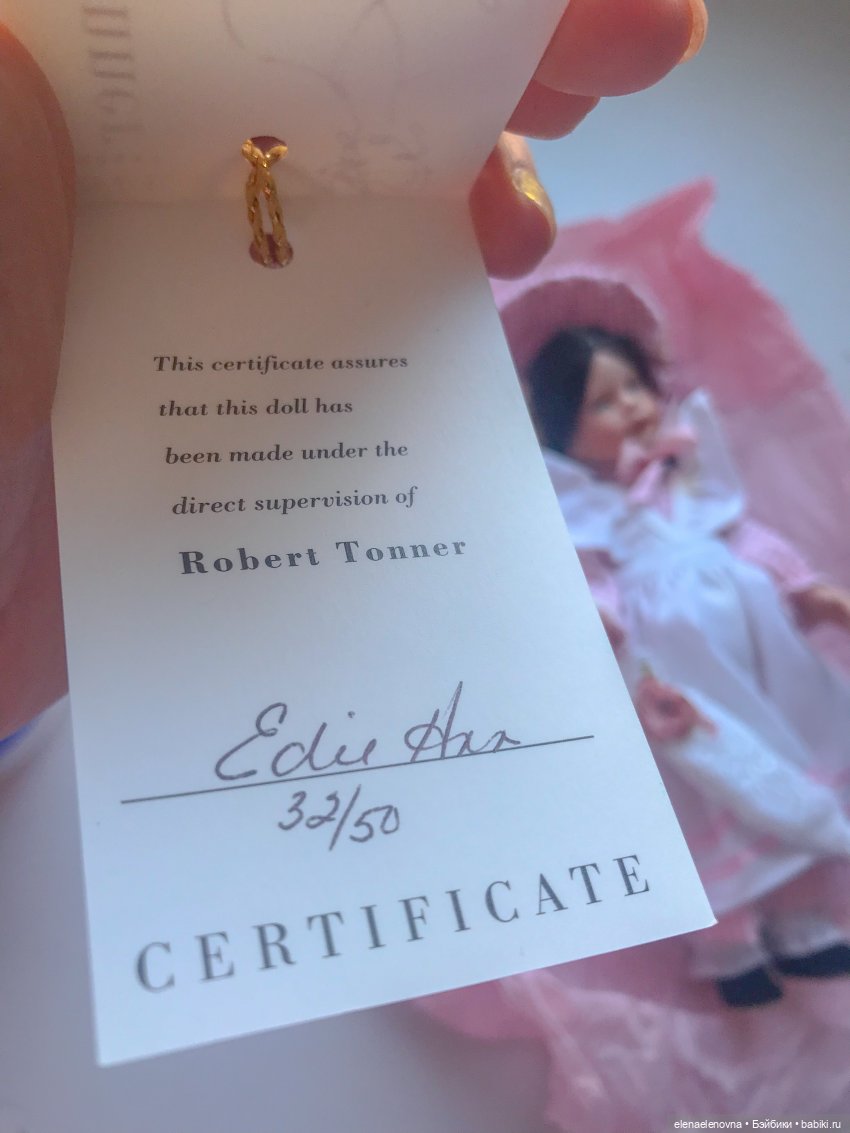 This certificate assures
that this doll has
been made under the
direct supervision of
Robert Tonner
Edie
32/50
CERTIFICATE
elenaelenovna • Бэйбики • babiki.ru